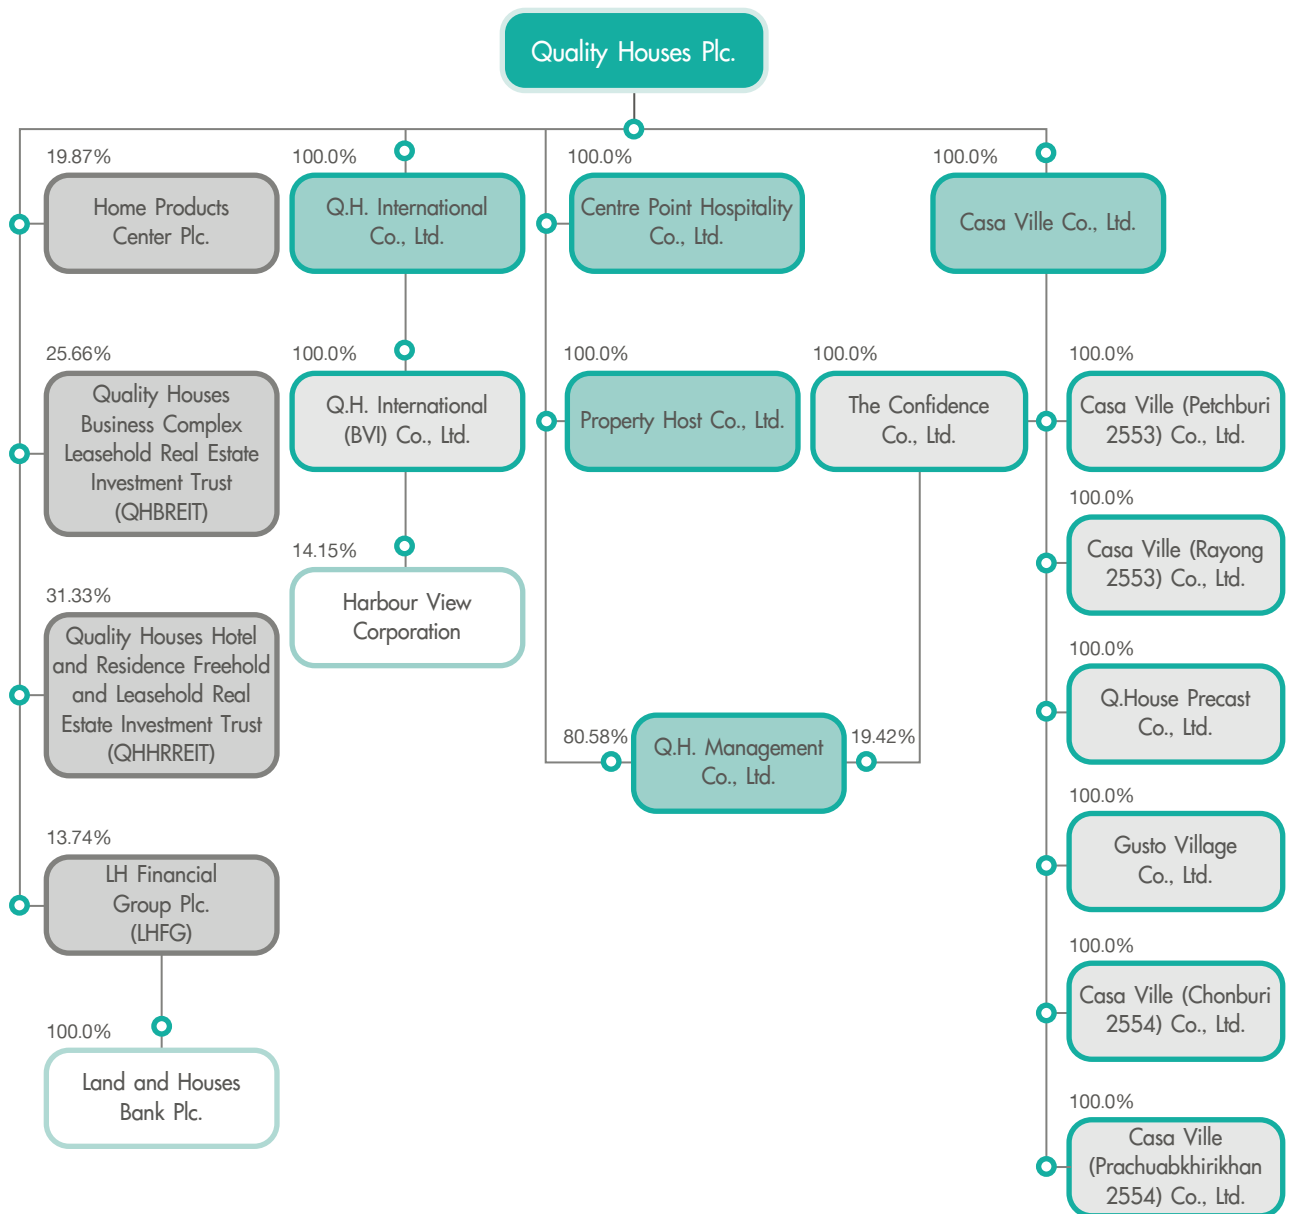 Quality Houses Plc.
19.87%
Home Products
Center Plc.
25.66%
Quality Houses
Business Complex
Leasehold Real Estate
Investment Trust
(QHBREIT)
31.33%
Quality Houses Hotel
and Residence Freehold
and Leasehold Real
Estate Investment Trust
(QHHRREIT)
13.74%
LH Financial
Group Plc.
(LHFG)
100.0%
Land and Houses
Bank Plc.
100.0%
Q.H. International
Co., Ltd.
100.0%
Q.H. International
(BVI) Co., Ltd.
14.15%
Harbour View
Corporation
100.0%
Centre Point Hospitality
Co., Ltd.
100.0%
Property Host Co., Ltd.
80.58%
Q.H. Management
Co., Ltd.
19.42%
100.0%
The Confidence
Co., Ltd.
100.0%
Casa Ville Co., Ltd.
100.0%
Casa Ville (Petchburi
2553) Co., Ltd.
100.0%
Casa Ville (Rayong
2553) Co., Ltd.
100.0%
Q.House Precast
Co., Ltd.
100.0%
Gusto Village
Co., Ltd.
100.0%
Casa Ville (Chonburi
2554) Co., Ltd.
100.0%
Casa Ville
(Prachuabkhirikhan
2554) Co., Ltd.